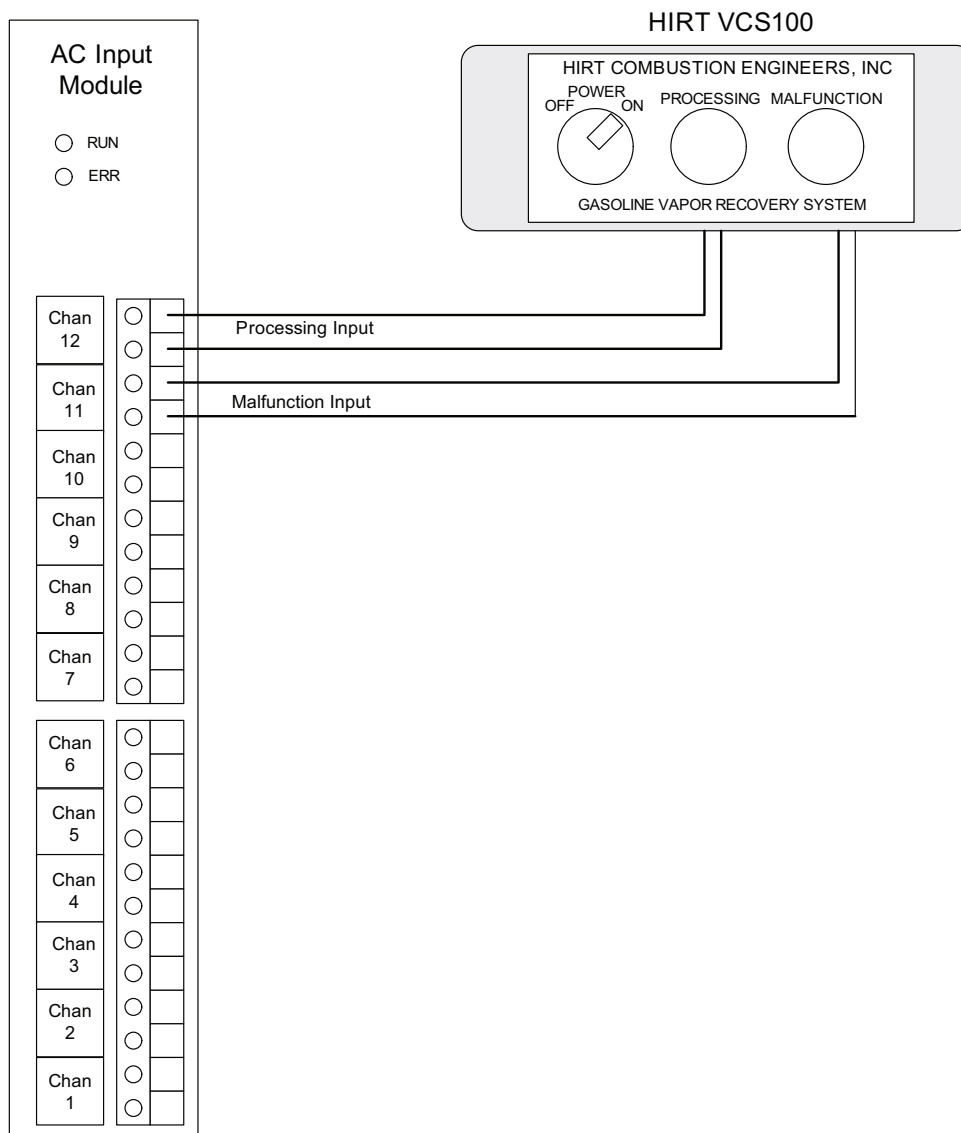 HIRT VCS100
AC Input
Module
RUN
ERR
HIRT COMBUSTION ENGINEERS, INC
POWER
OFF
ON
PROCESSING
MALFUNCTION
GASOLINE VAPOR RECOVERY SYSTEM
Chan
12
Processing Input
Chan
11
Malfunction Input
Chan
10
Chan
9
Chan
8
Chan
7
Chan
6
Chan
5
Chan
4
Chan
3
Chan
2
Chan
1